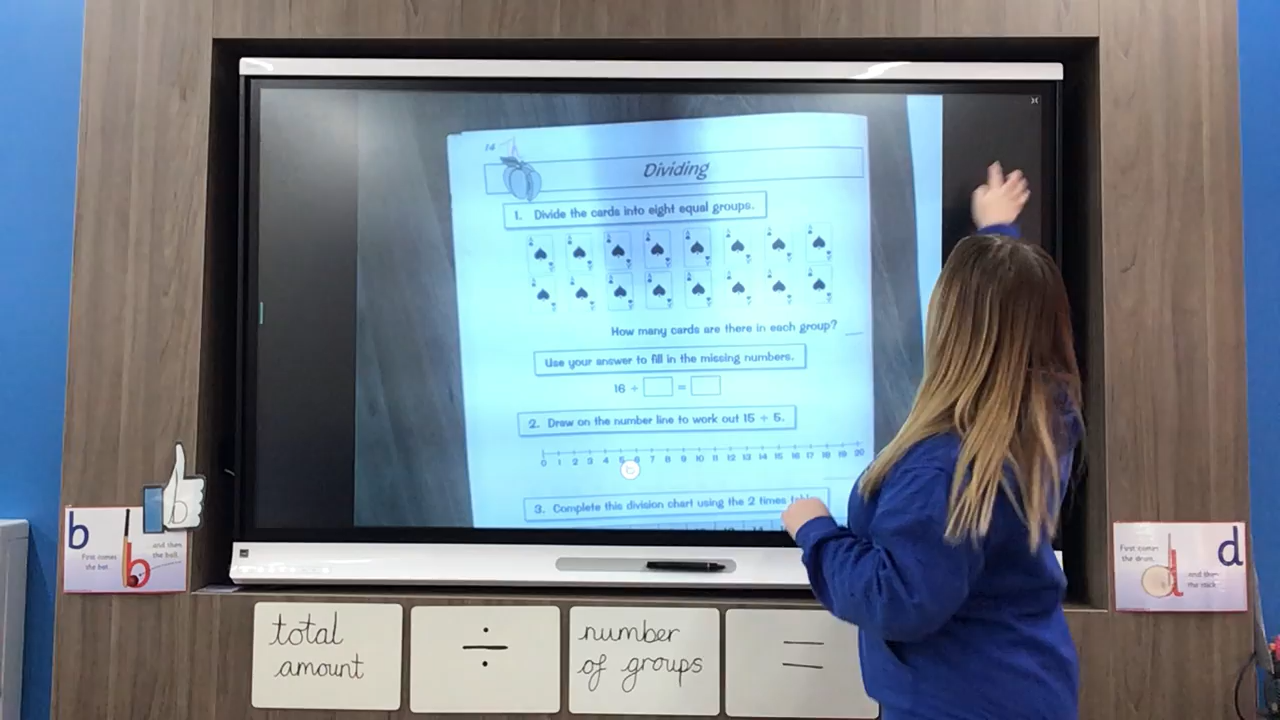 14
Dividing
1. Divide the cards into eight equal groups.
How many cards are there in each group?
Use your answer to fill in the missing numbers.
16 ÷ =
2. Draw on the number line to work out 15 ÷ 5.
0 1 2 3 4 5 6 7 8 9 10 11 12 13 14 15 16 17 18 19 20
3. Complete this division chart using the 2 times
b
First comes
the bat,
and then
the ball.
b
b
First comes
the drum,
d
and then
the stick
d
total
amount
÷
number
of groups
=